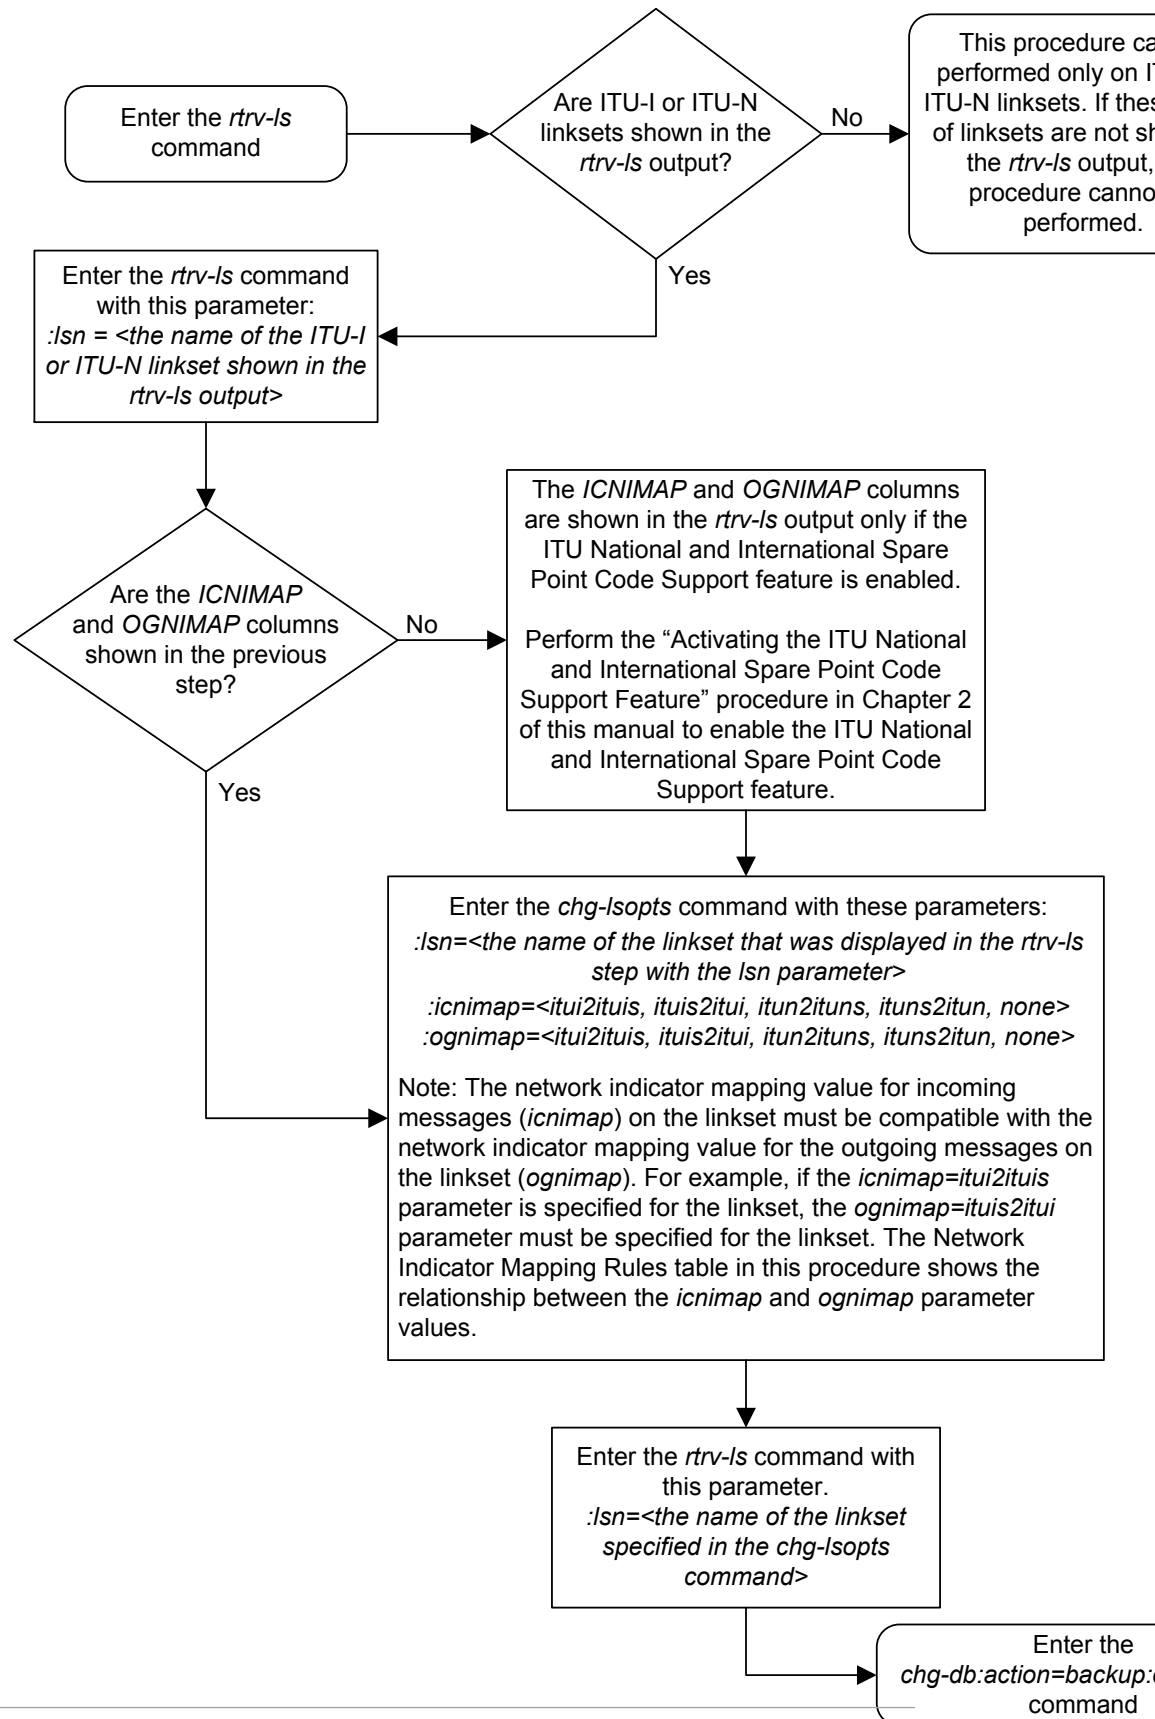 Enter the rtrv-ls
command
Are ITU-I or ITU-N
linksets shown in the
rtrv-ls output?
No
This procedure
performed only on
ITU-N linksets. If
of linksets are not
the rtrv-ls output,
procedure
performed.
Yes
Enter the rtrv-ls command
with this parameter:
:lsn = <the name of the ITU-I
or ITU-N linkset shown in the
rtrv-ls output>
Are the ICNIMAP
and OGNIMAP columns
shown in the previous
step?
No
The ICNIMAP and OGNIMAP columns
are shown in the rtrv-ls output only if the
ITU National and International Spare
Point Code Support feature is enabled.
Perform the “Activating the ITU National
and International Spare Point Code
Support Feature” procedure in Chapter 2
of this manual to enable the ITU National
and International Spare Point Code
Support feature.
Yes
Enter the chg-lsopts command with these parameters:
:lsn=<the name of the linkset that was displayed in the rtrv-ls
step with the lsn parameter>
:icnimap=<itui2ituis, ituis2itui, itun2ituns, ituns2itun, none>
:ognimap=<itui2ituis, ituis2itui, itun2ituns, ituns2itun, none>
Note: The network indicator mapping value for incoming
messages (icnimap) on the linkset must be compatible with the
network indicator mapping value for the outgoing messages on
the linkset (ognimap). For example, if the icnimap=itui2ituis
parameter is specified for the linkset, the ognimap=ituis2itui
parameter must be specified for the linkset. The Network
Indicator Mapping Rules table in this procedure shows the
relationship between the icnimap and ognimap parameter
values.
Enter the rtrv-ls command with
this parameter.
:lsn=<the name of the linkset
specified in the chg-lsopts
command>
Enter the
chg-db:action=backup:
command